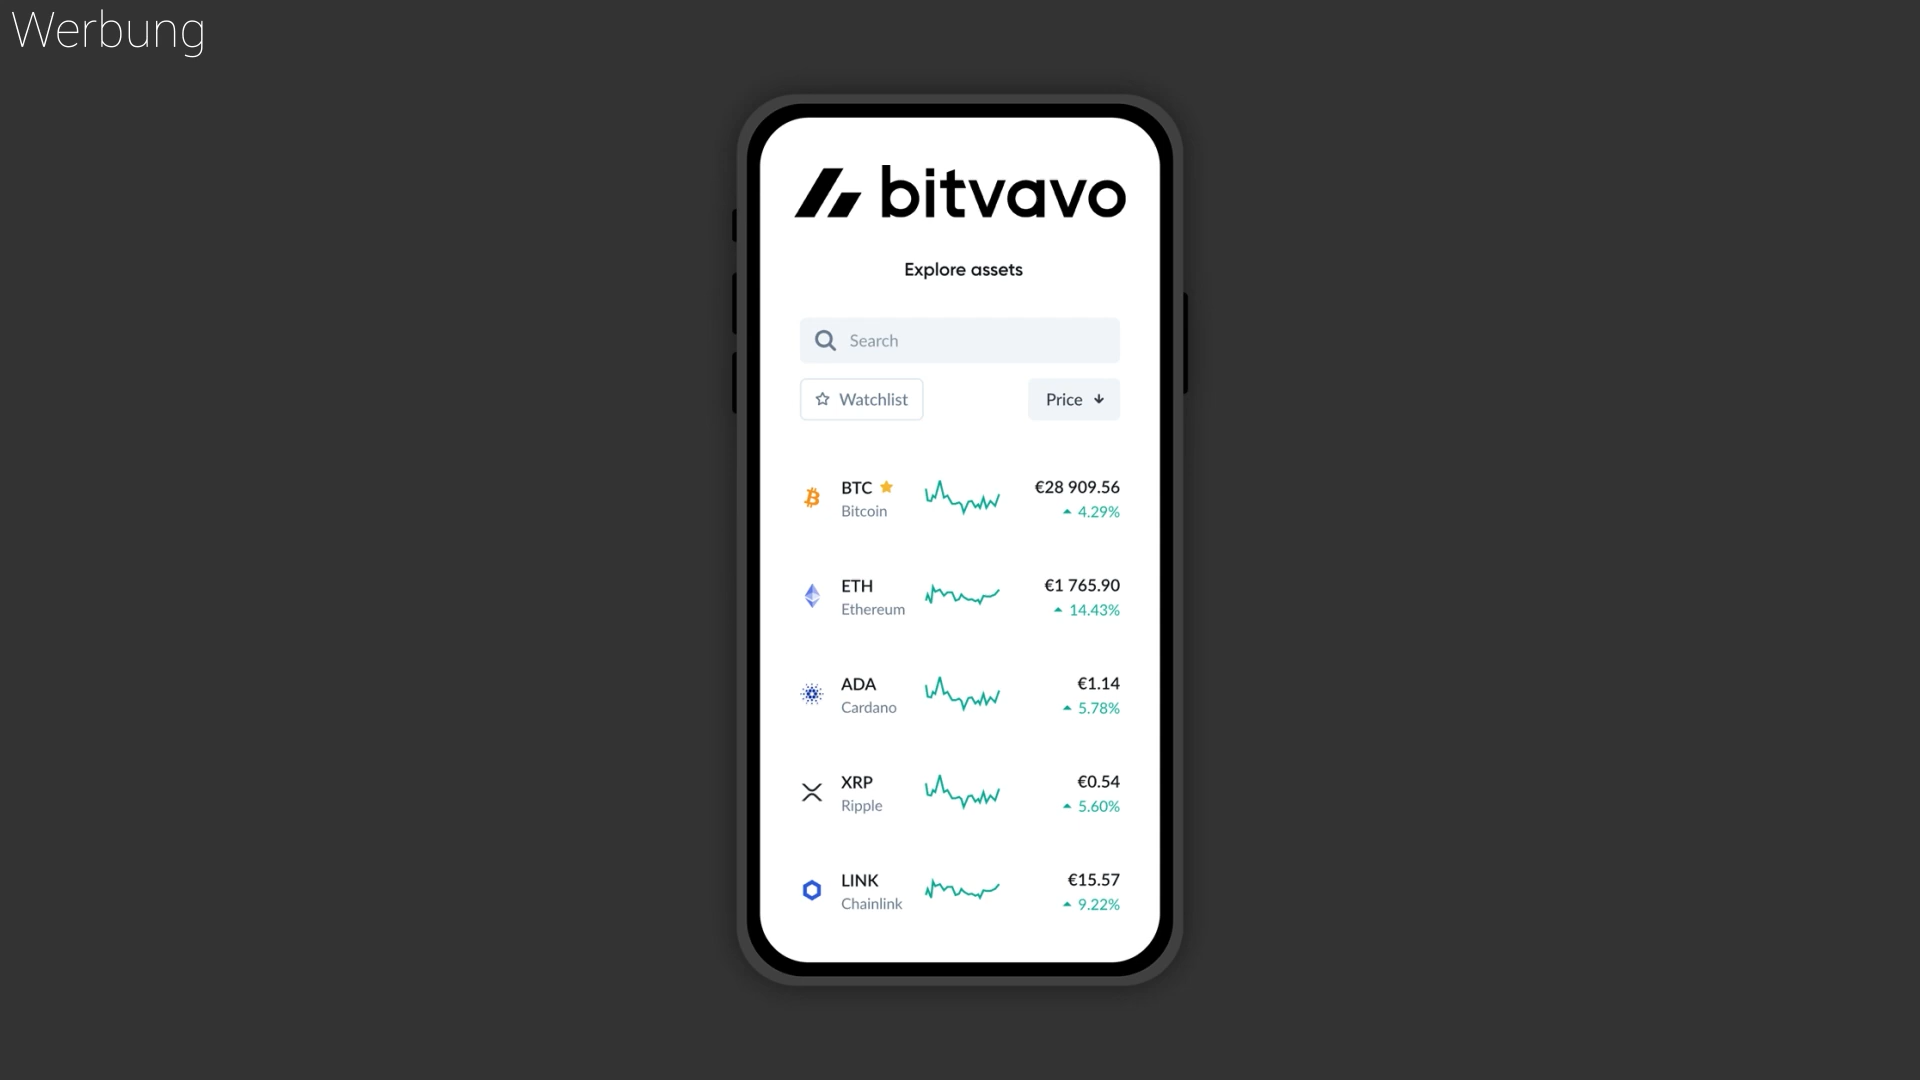 Werbung
bitvavo
Explore assets
Search
Watchlist
Price
BTC
€28 909.56
Bitcoin
4.29%
ETH
€1 765.90
Ethereum
14.43%
ADA
€1.14
Cardano
5.78%
XRP
€0.54
Ripple
5.60%
LINK
€15.57
Chainlink
9.22%